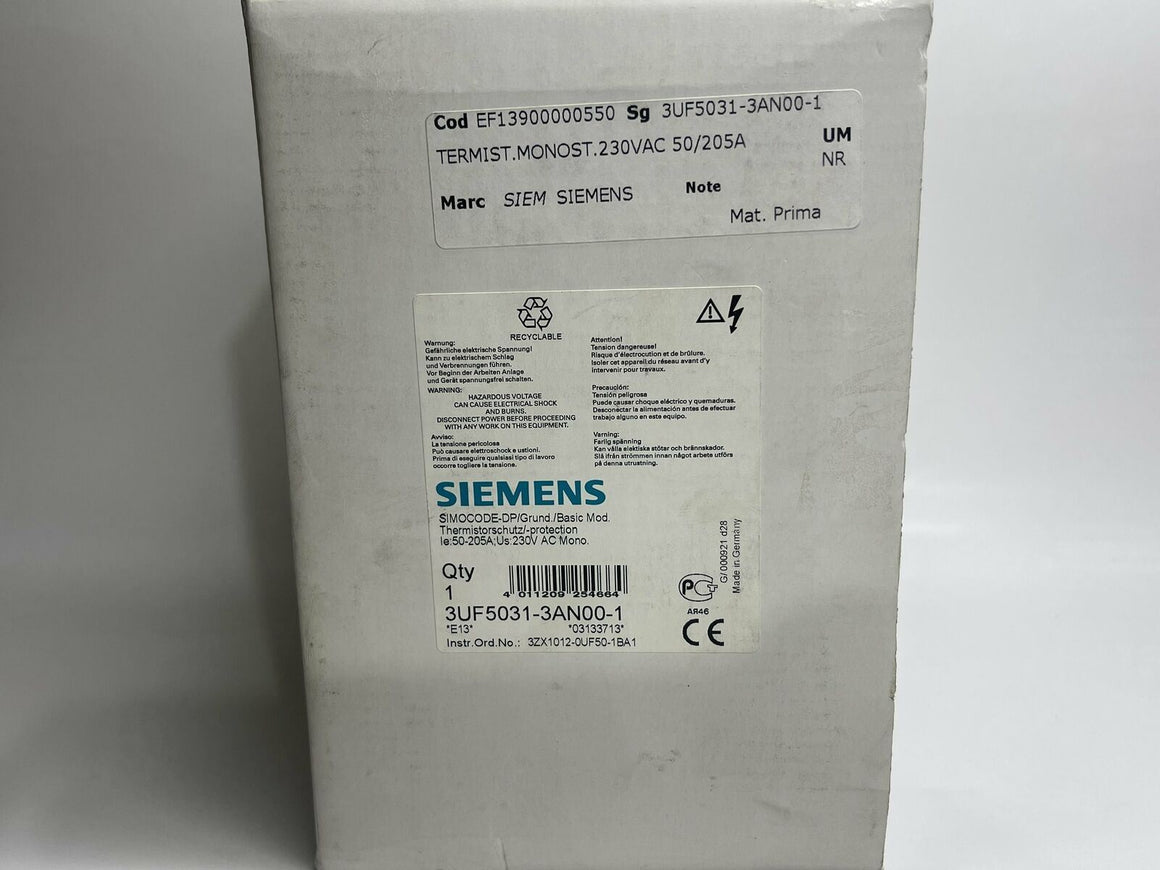 Cod EF13900000550 Sg 3UF5031-3AN00-1
TERMIST.MONOST.230VAC 50/205A
UM
NR
Marc SIEM SIEMENS
Note
Mat. Prima
RECYCLABLE
Warnung:
Gefährliche elektrische Spannung!
Kann zu elektrischem Schlag
und Verbrennungen führen.
Vor Beginn der Arbeiten Anlage
und Gerät spannungsfrei schalten.
WARNING:
HAZARDOUS VOLTAGE
CAN CAUSE ELECTRICAL SHOCK
AND BURNS.
DISCONNECT POWER BEFORE PROCEEDING
WITH ANY WORK ON THIS EQUIPMENT.
Avviso:
La tensione pericolosa
Può causare elettroschock e ustioni.
Prima di eseguire qualsiasi tipo di lavoro
occorre togliere la tensione.
Attention!
Tension dangereuse!
Risque d'électrocution et de brûlure.
Isoler cet appareil du réseau avant d'y
intervenir pour travaux.
Precaución:
Tensión peligrosa
Puede causar choque eléctrico y quemaduras.
Desconectar la alimentación antes de efectuar
trabajo alguno en este equipo.
Varning:
Farlig spänning
Kan välla elektiska stötar och brännskador.
Slå ifrån strömmen innan något arbete utförs
på denna utrustning.
SIEMENS
SIMOCODE-DP/Grund./Basic Mod.
Thermistorschutz/-protection
Ie:50-205A;Us:230V AC Mono.
Qty
1
4 011209 254664
3UF5031-3AN00-1
*E13* *03133713*
Instr.Ord.No.: 3ZX1012-0UF50-1BA1
G/ 000921 d28
Made in Germany
AЯ46
CE